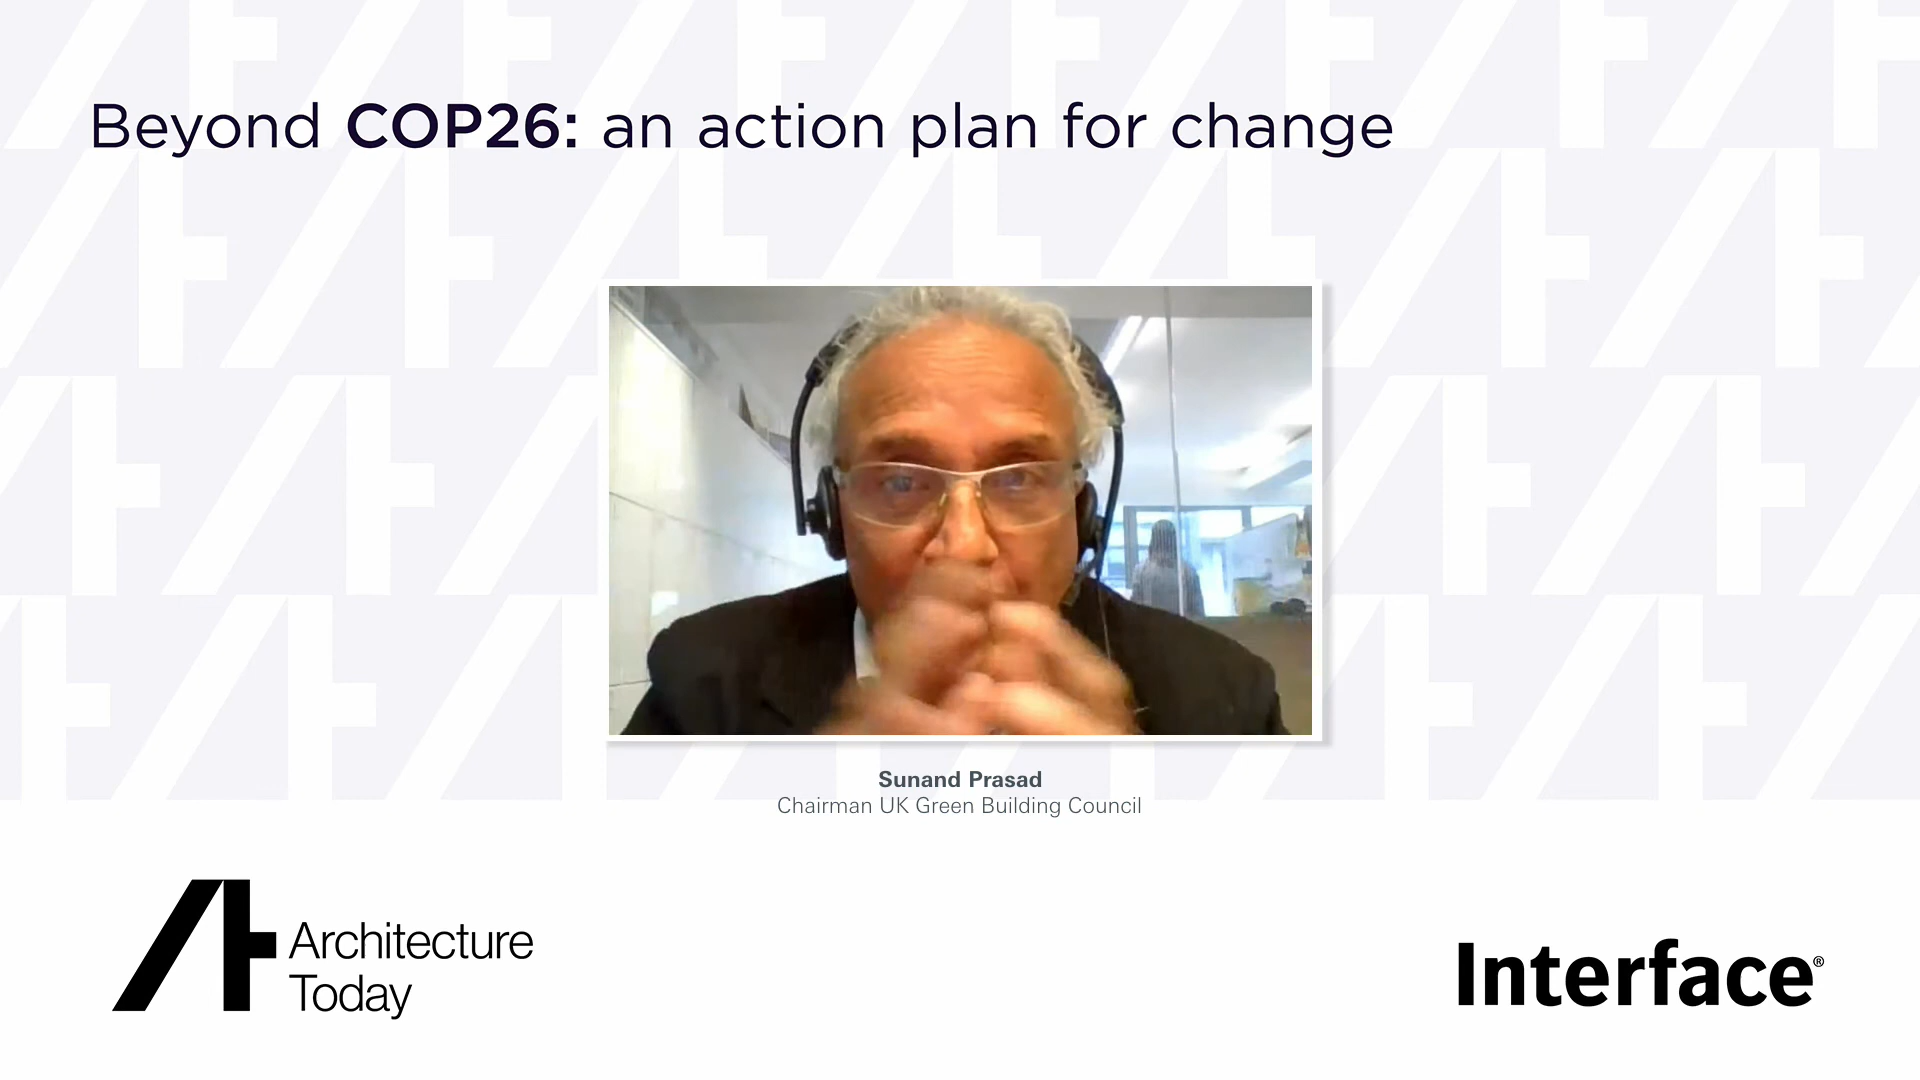 Beyond COP26: an action plan for change
Sunand Prasad
Chairman UK Green Building Council
Architecture
Today
Interface®